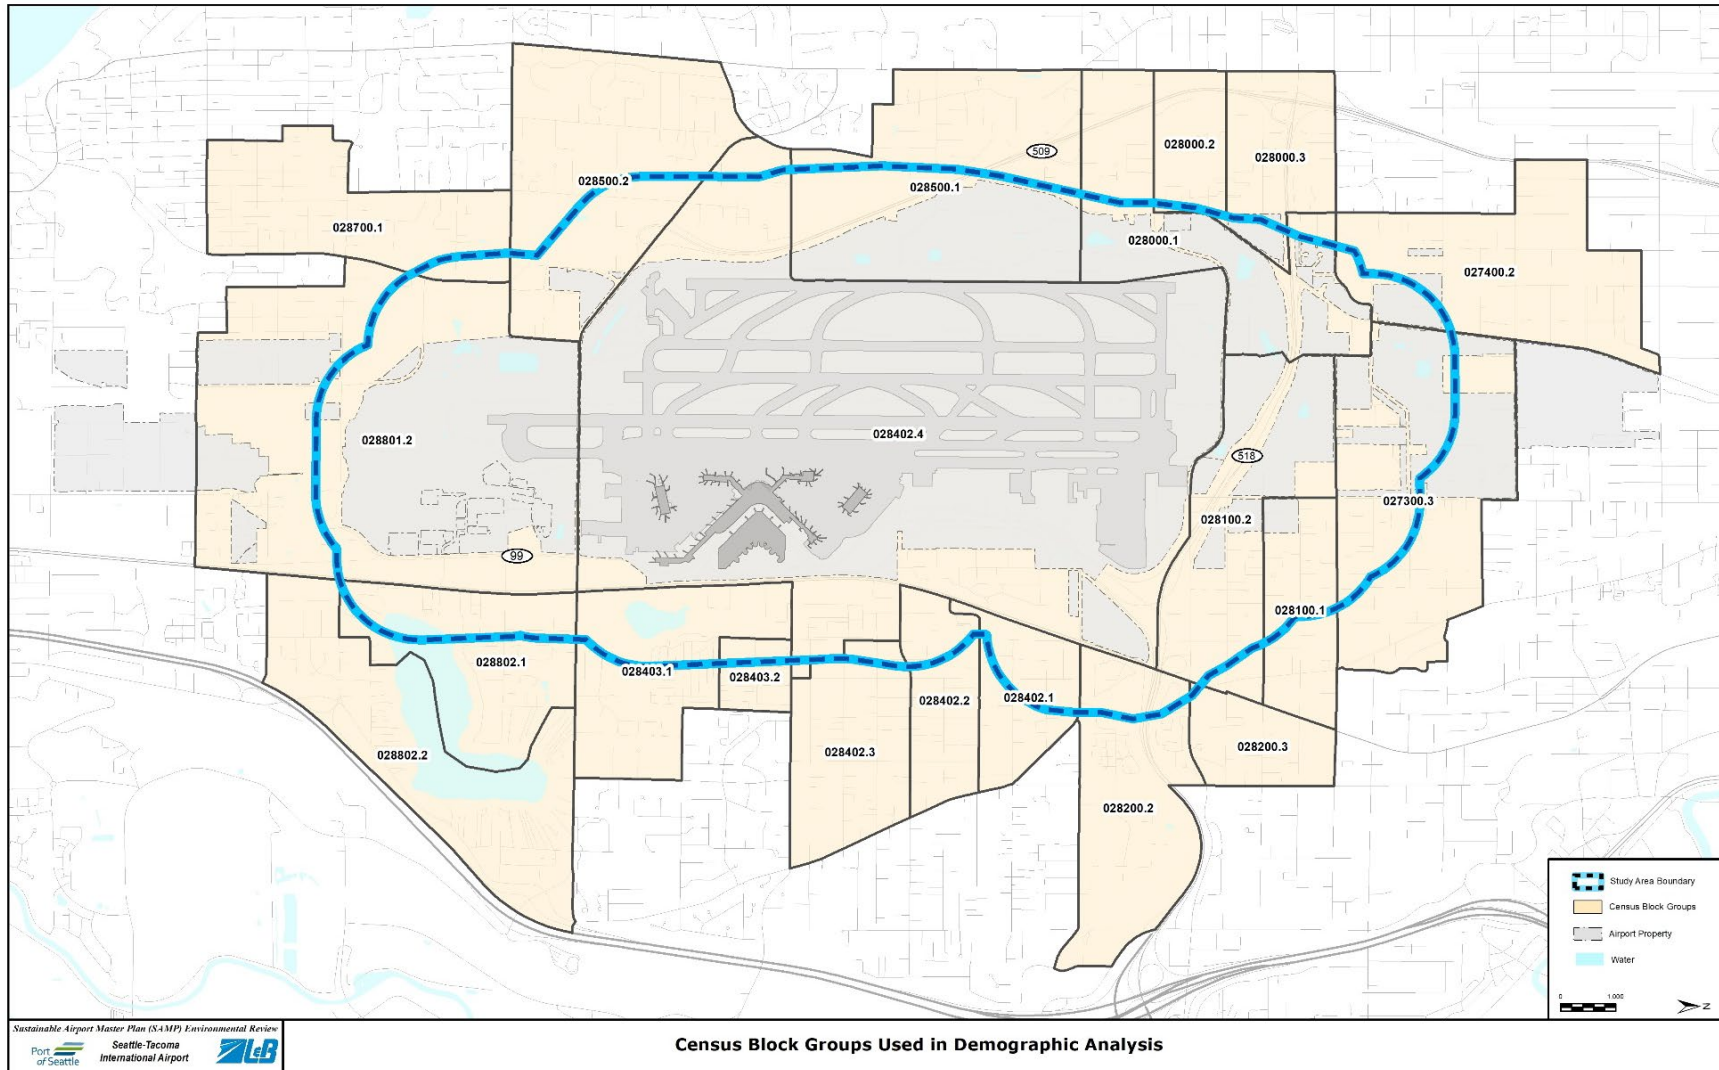 028000.2
028000.3
509
028500.2
028500.1
028700.1
028000.1
027400.2
028801.2
028402.4
518
027300.3
028100.2
99
028100.1
028802.1
028403.1
028403.2
028402.2
028402.1
028802.2
028402.3
028200.3
028200.2
Study Area Boundary
Census Block Groups
Airport Property
Water
0
1,000
N
Sustainable Airport Master Plan (SAMP) Environmental Review
Port
of Seattle
Seattle-Tacoma
International Airport
L&B
Census Block Groups Used in Demographic Analysis